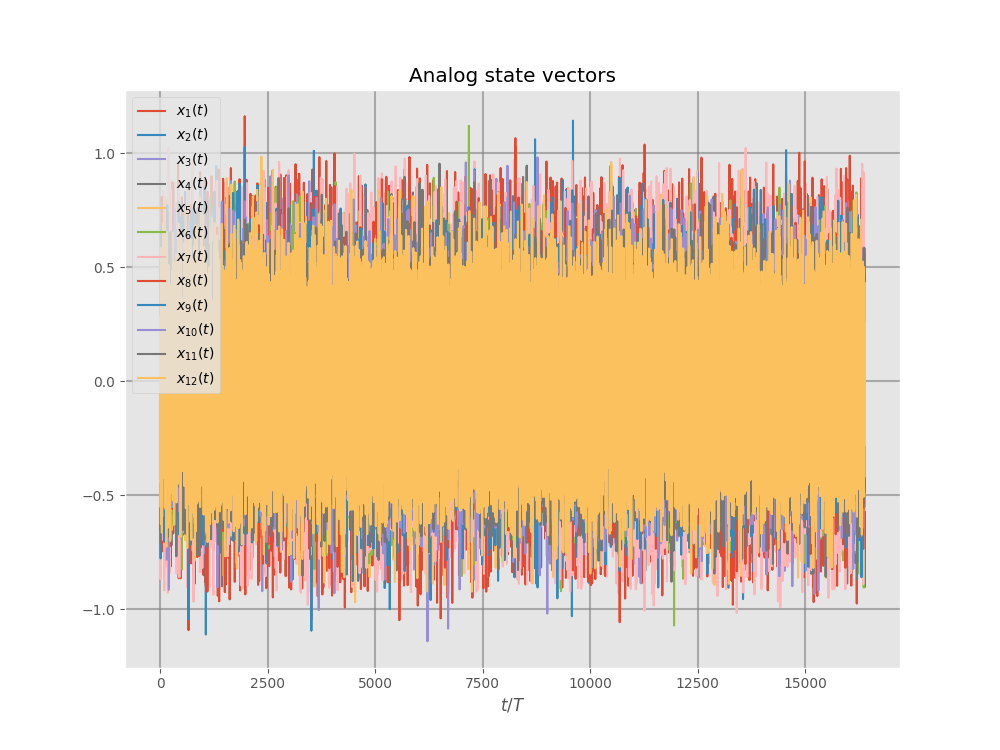 Analog state vectors
x₁(t)
x₂(t)
x₃(t)
x₄(t)
x₅(t)
x₆(t)
x₇(t)
x₈(t)
x₉(t)
x₁₀(t)
x₁₁(t)
x₁₂(t)
1.0
0.5
0.0
−0.5
−1.0
0 2500 5000 7500 10000 12500 15000
t/T